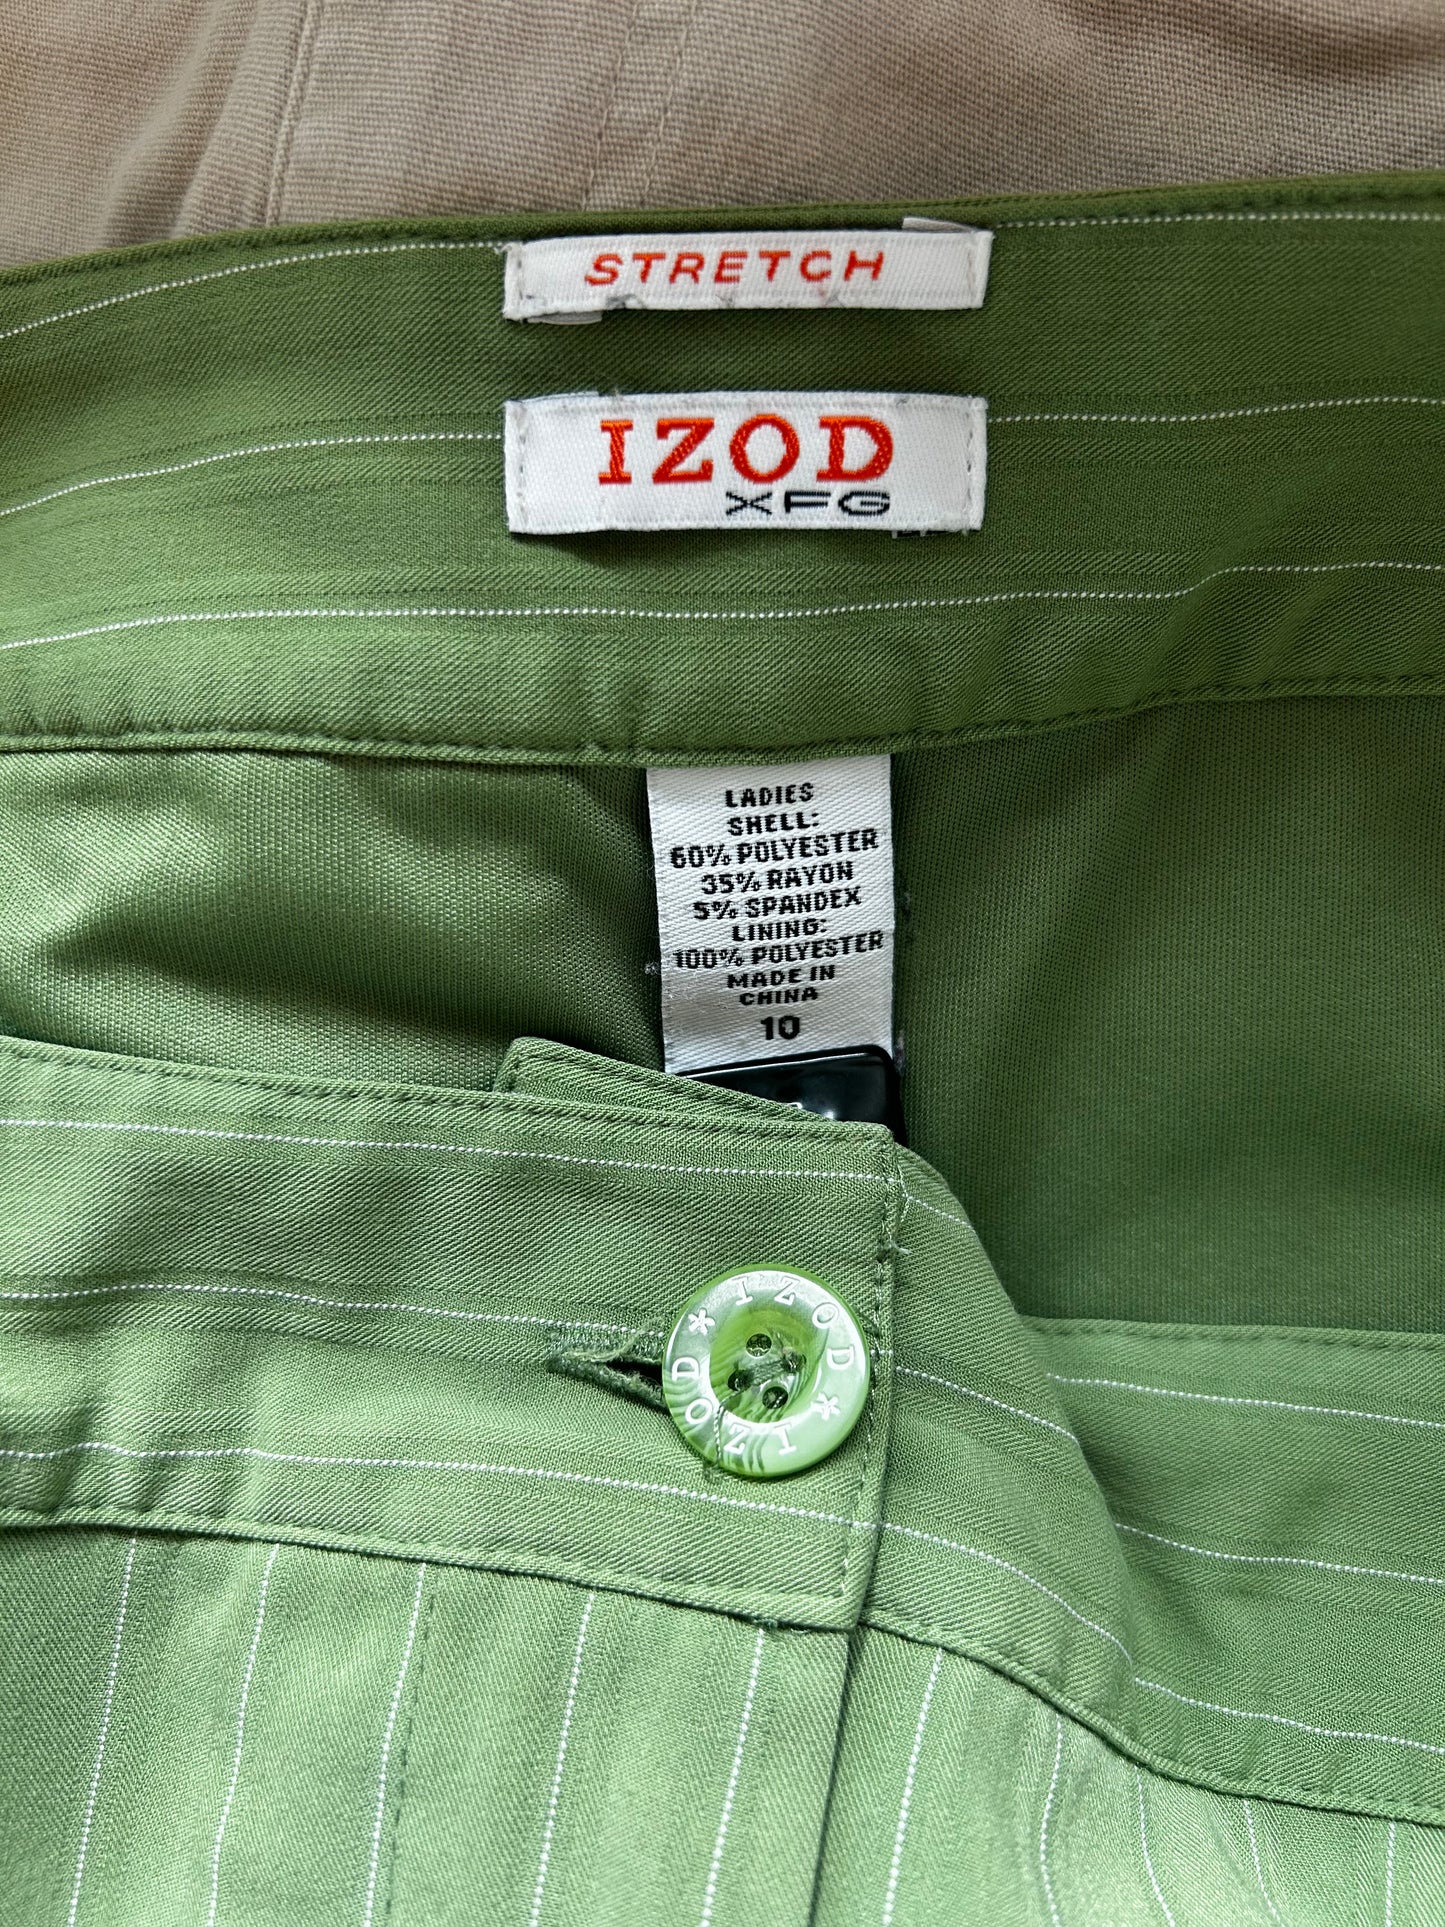 STRETCH
IZOD
XFG
LADIES
SHELL:
60% POLYESTER
35% RAYON
5% SPANDEX
LINING:
100% POLYESTER
MADE IN
CHINA
10
IZOD * IZOD *